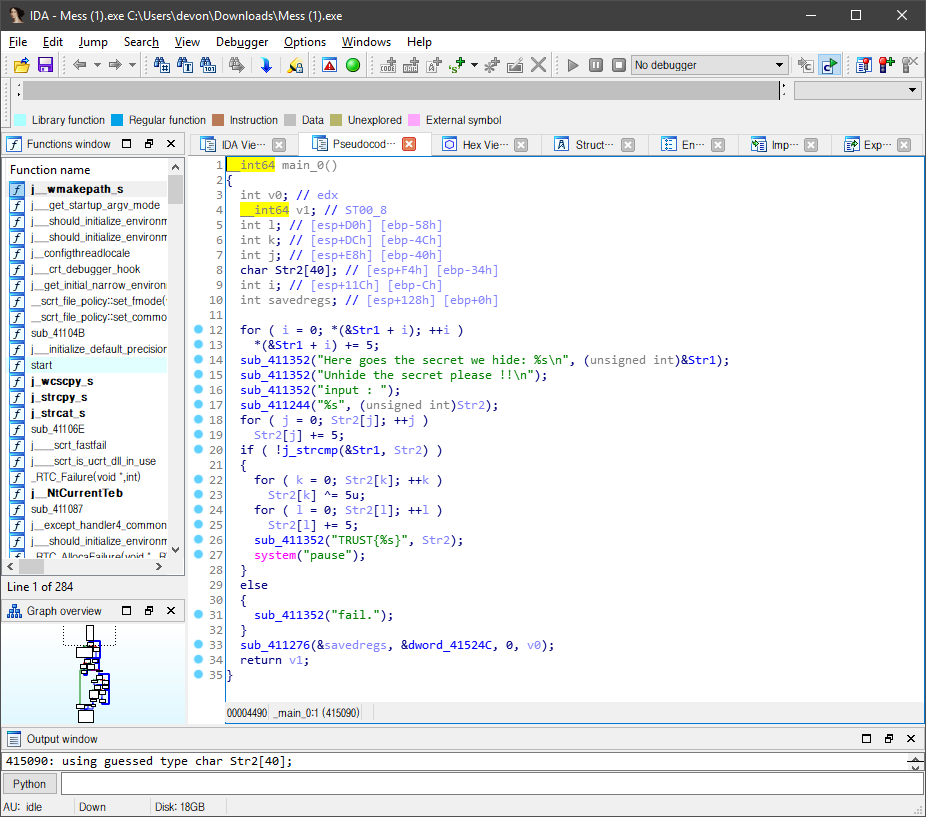 IDA - Mess (1).exe C:\Users\devon\Downloads\Mess (1).exe
File Edit Jump Search View Debugger Options Windows Help
No debugger
Library function Regular function Instruction Data Unexplored External symbol
Functions window
IDA Vie··· Pseudocod··· Hex Vie··· Struct··· En··· Imp··· Exp···
Function name
j__wmakepath_s
j___get_startup_argv_mode
j___should_initialize_environm
j___should_initialize_environm
j__configthreadlocale
j___crt_debugger_hook
j__get_initial_narrow_environ
__scrt_file_policy::set_fmode(
__scrt_file_policy::set_commo
sub_41104B
j___initialize_default_precision
start
j_wcscpy_s
j_strcpy_s
j_strcat_s
sub_41106E
j___scrt_fastfail
j___scrt_is_ucrt_dll_in_use
_RTC_Failure(void *,int)
j__NtCurrentTeb
sub_411087
j__except_handler4_common
j___should_initialize_environm
_RTC_AllocaFailure(void *
Line 1 of 284
Graph overview
1 __int64 main_0()
2 {
3 int v0; // edx
4 __int64 v1; // ST00_8
5 int l; // [esp+D0h] [ebp-58h]
6 int k; // [esp+DCh] [ebp-4Ch]
7 int j; // [esp+E8h] [ebp-40h]
8 char Str2[40]; // [esp+F4h] [ebp-34h]
9 int i; // [esp+11Ch] [ebp-Ch]
10 int savedregs; // [esp+128h] [ebp+0h]
11
12 for ( i = 0; *(&Str1 + i); ++i )
13 *(&Str1 + i) += 5;
14 sub_411352("Here goes the secret we hide: %s\n", (unsigned int)&Str1);
15 sub_411352("Unhide the secret please !!\n");
16 sub_411352("input : ");
17 sub_411244("%s", (unsigned int)Str2);
18 for ( j = 0; Str2[j]; ++j )
19 Str2[j] += 5;
20 if ( !j_strcmp(&Str1, Str2) )
21 {
22 for ( k = 0; Str2[k]; ++k )
23 Str2[k] ^= 5u;
24 for ( l = 0; Str2[l]; ++l )
25 Str2[l] += 5;
26 sub_411352("TRUST{%s}", Str2);
27 system("pause");
28 }
29 else
30 {
31 sub_411352("fail.");
32 }
33 sub_411276(&savedregs, &dword_41524C, 0, v0);
34 return v1;
35 }
00004490 _main_0:1 (415090)
Output window
415090: using guessed type char Str2[40];
Python
AU: idle Down Disk: 18GB